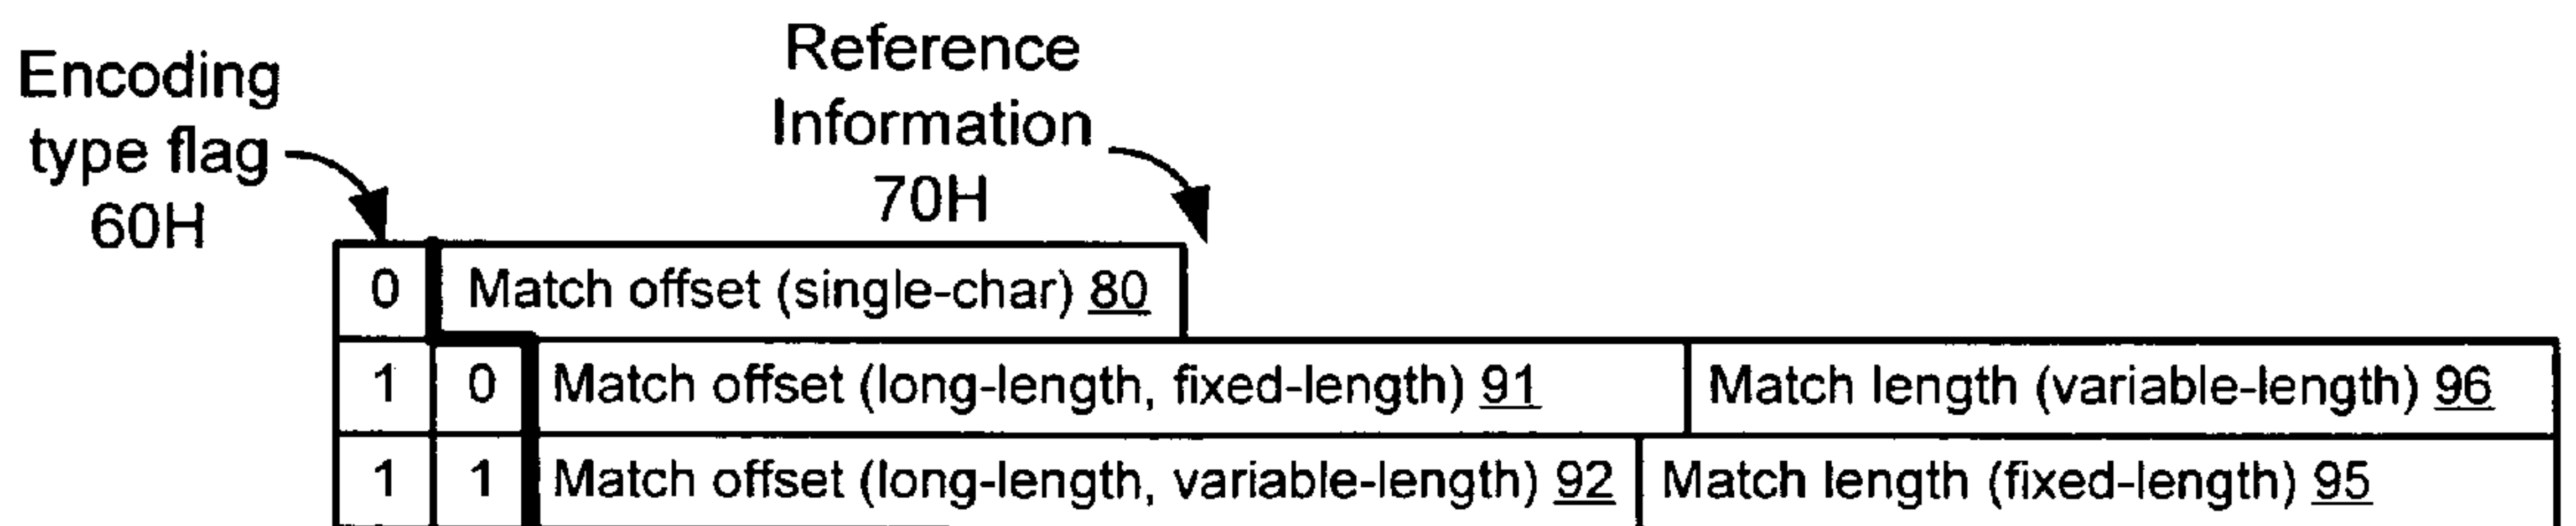 Encoding
type flag
60H
Reference
Information
70H
0 Match offset (single-char) 80
1 0 Match offset (long-length, fixed-length) 91 Match length (variable-length) 96
1 1 Match offset (long-length, variable-length) 92 Match length (fixed-length) 95